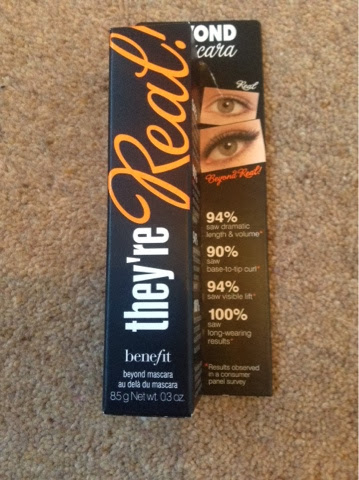 they're Real!
benefit
beyond mascara
au delà du mascara
8.5 g Net wt. 0.3 oz.
Real
Beyond Real!
94%
saw dramatic
length & volume*
90%
saw
base-to-tip curl*
94%
saw visible lift*
100%
saw
long-wearing
results*
*Results observed
in a consumer
panel survey